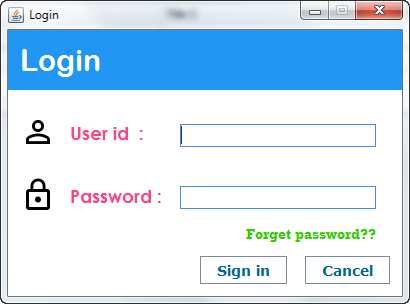 Login
Login
User id :
Password :
Forget password??
Sign in Cancel